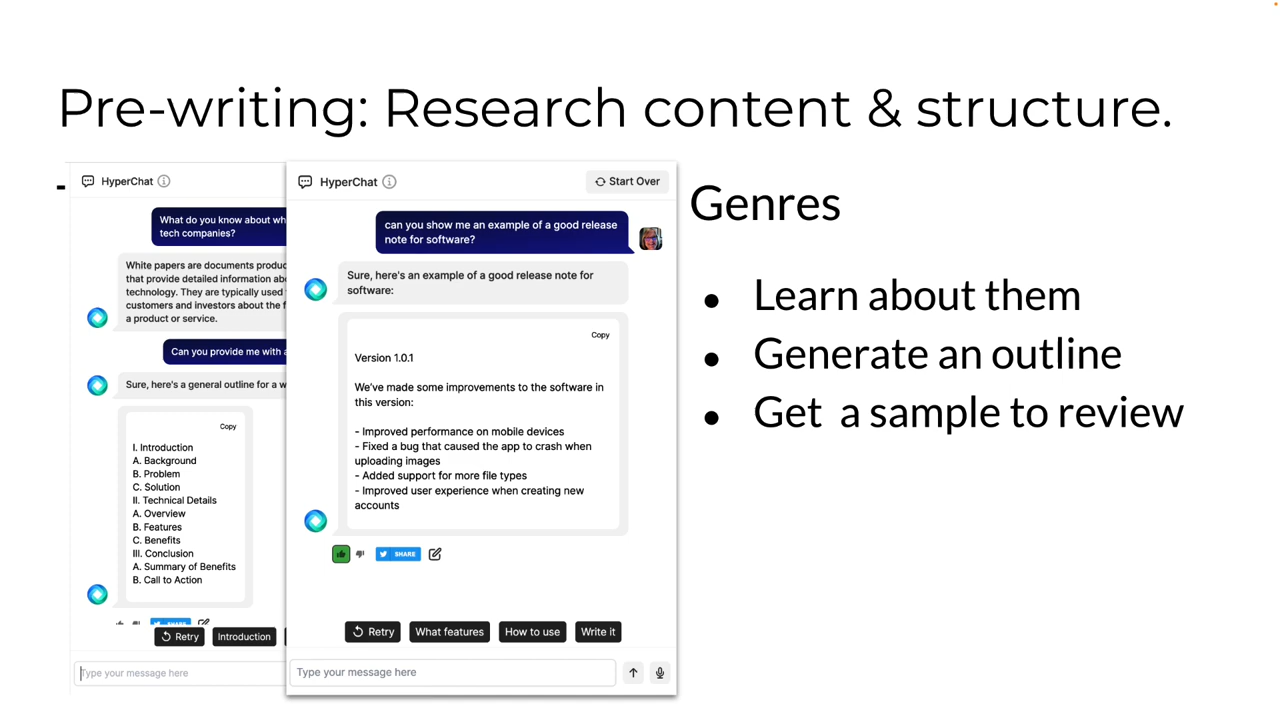 Pre-writing: Research content & structure.
-
HyperChat
What do you know about wh
tech companies?
White papers are documents produc
that provide detailed information abo
technology. They are typically used
customers and investors about the f
a product or service.
Can you provide me with a
Sure, here's a general outline for a w
Copy
I. Introduction
A. Background
B. Problem
C. Solution
II. Technical Details
A. Overview
B. Features
C. Benefits
III. Conclusion
A. Summary of Benefits
B. Call to Action
Retry
Introduction
Type your message here
HyperChat
Start Over
can you show me an example of a good release
note for software?
Sure, here's an example of a good release note for
software:
Copy
Version 1.0.1
We've made some improvements to the software in
this version:
- Improved performance on mobile devices
- Fixed a bug that caused the app to crash when
uploading images
- Added support for more file types
- Improved user experience when creating new
accounts
SHARE
Retry
What features
How to use
Write it
Type your message here
Genres
● Learn about them
● Generate an outline
● Get  a sample to review